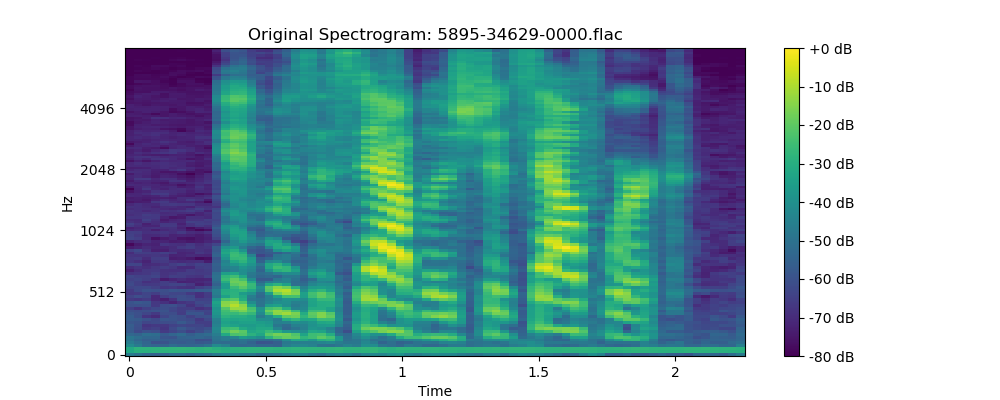 Original Spectrogram: 5895-34629-0000.flac
Hz
4096
2048
1024
512
0
0
0.5
1
1.5
2
Time
+0 dB
-10 dB
-20 dB
-30 dB
-40 dB
-50 dB
-60 dB
-70 dB
-80 dB